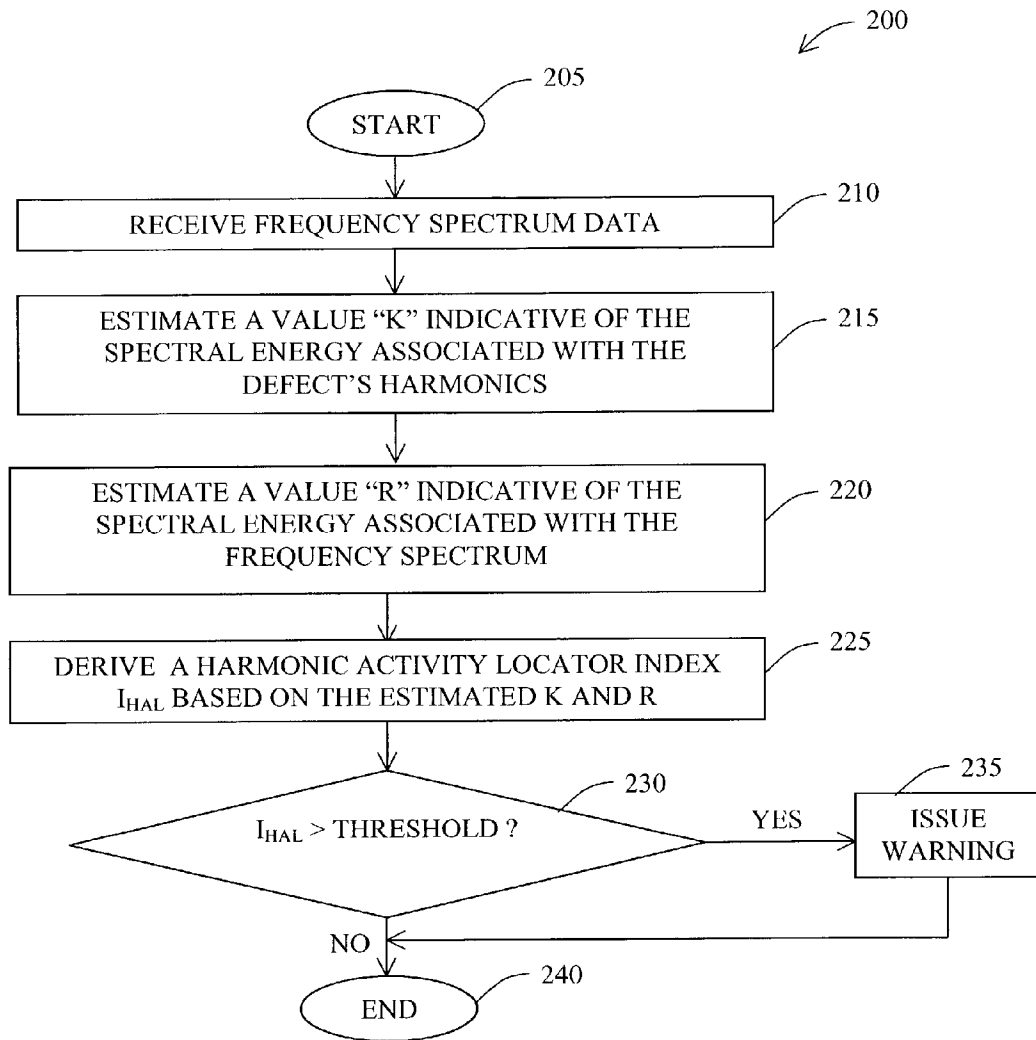 200
205
START
210
RECEIVE FREQUENCY SPECTRUM DATA
ESTIMATE A VALUE “K” INDICATIVE OF THE
SPECTRAL ENERGY ASSOCIATED WITH THE
DEFECT’S HARMONICS
215
ESTIMATE A VALUE “R” INDICATIVE OF THE
SPECTRAL ENERGY ASSOCIATED WITH THE
FREQUENCY SPECTRUM
220
225
DERIVE A HARMONIC ACTIVITY LOCATOR INDEX
I_HAL BASED ON THE ESTIMATED K AND R
230
I_HAL > THRESHOLD ?
YES
235
ISSUE
WARNING
NO
END
240